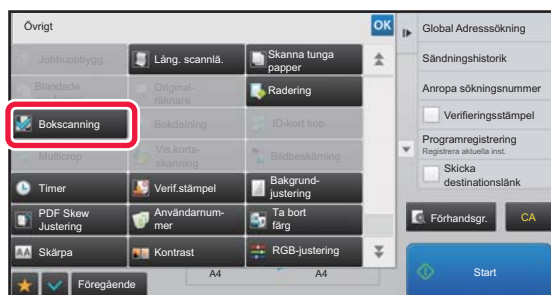 Övrigt
OK
Jobbuppbygg.
Lång. scannlä.
Skanna tunga
papper
Blandade
Original-
räknare
Radering
Bokscanning
Bokdelning
ID-kort kop.
Multicrop
Vis.korts-
skanning
Bildbeskärning
Timer
Verif.stämpel
Bakgrund-
justering
PDF Skew
Justering
Användarnum-
mer
Ta bort
färg
Skärpa
Kontrast
RGB-justering
Föregående
A4
A4
Global Adresssökning
Sändningshistorik
Anropa sökningsnummer
Verifieringsstämpel
Programregistrering
Registrera aktuella inst.
Skicka
destinationslänk
Förhandsgr.
CA
Start